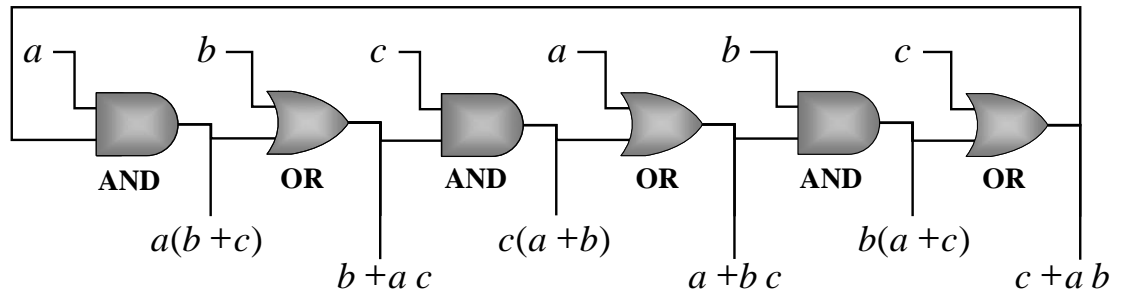 a b c a b c
AND OR AND OR AND OR
a(b +c) c(a +b) b(a +c)
b +a c a +b c c +a b